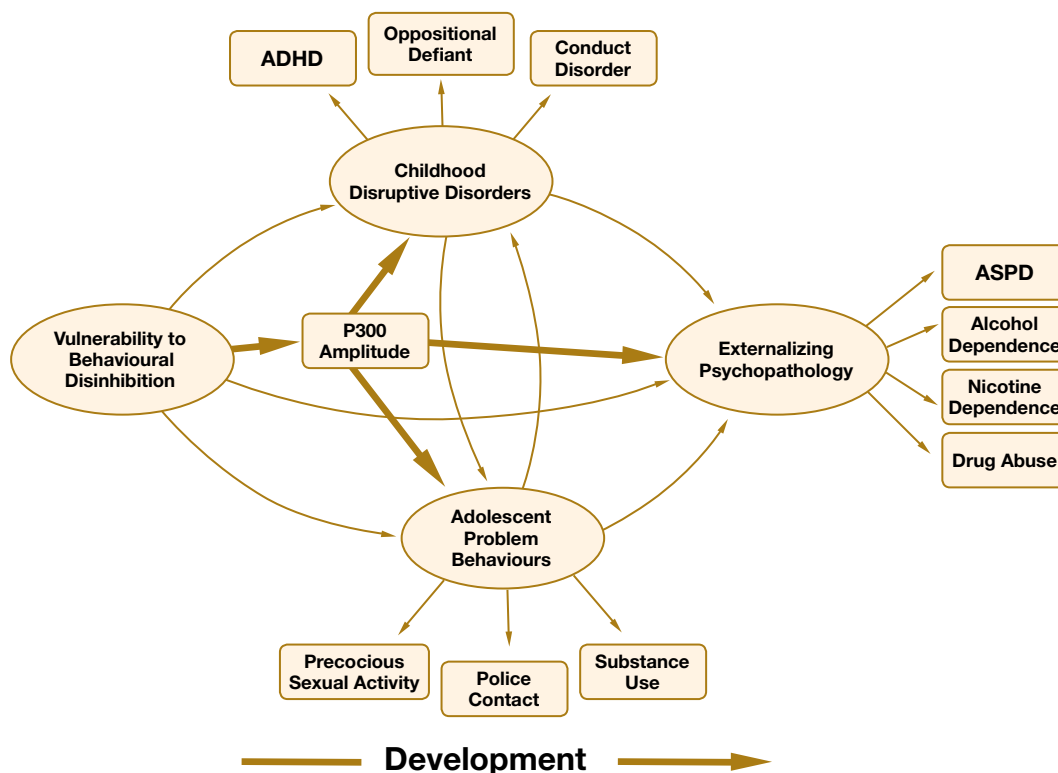 ADHD
Oppositional
Defiant
Conduct
Disorder
Childhood
Disruptive Disorders
Vulnerability to
Behavioural
Disinhibition
P300
Amplitude
Externalizing
Psychopathology
ASPD
Alcohol
Dependence
Nicotine
Dependence
Drug Abuse
Adolescent
Problem
Behaviours
Precocious
Sexual Activity
Police
Contact
Substance
Use
Development